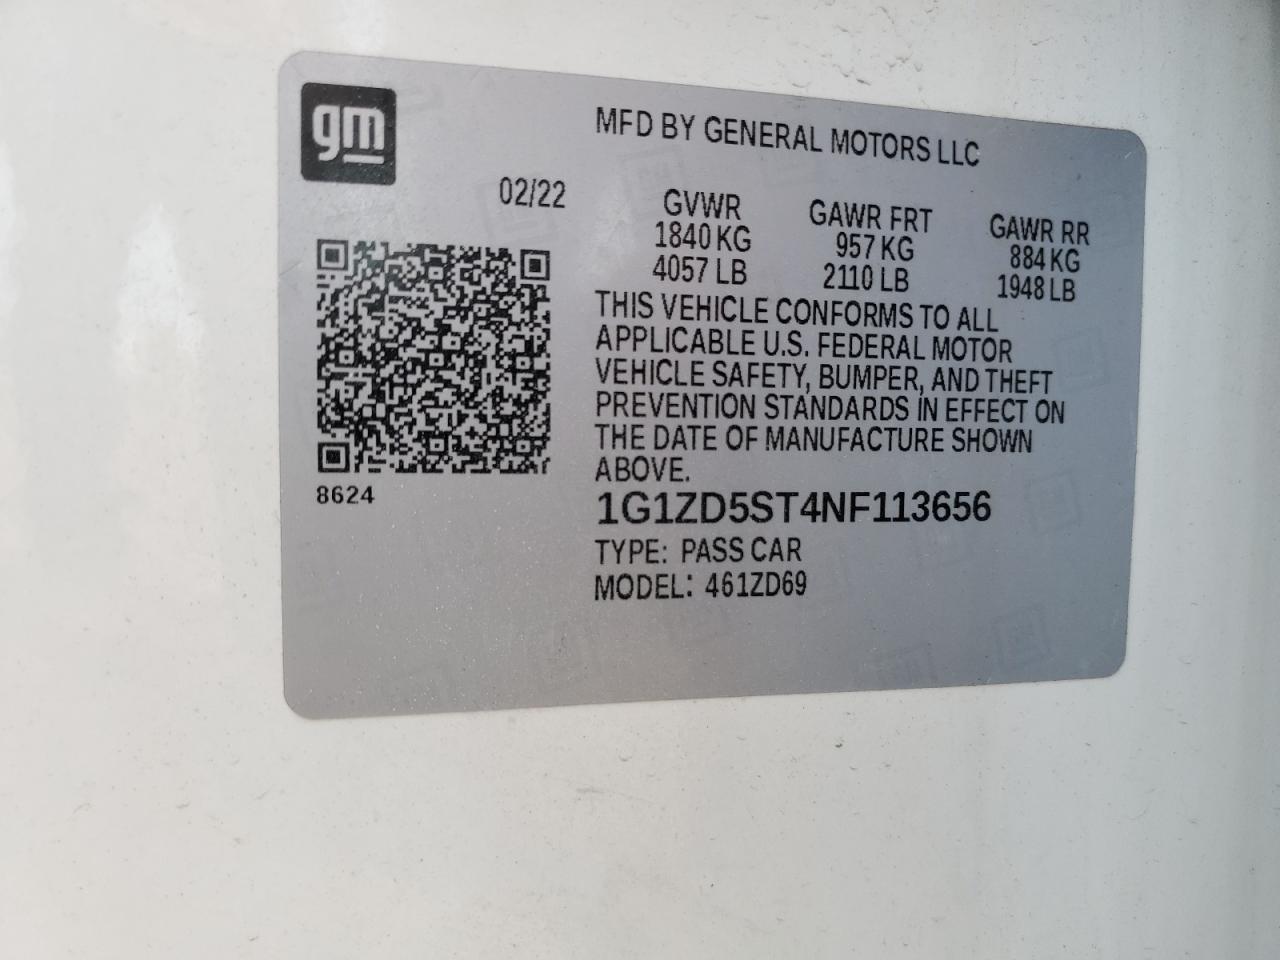 gm
MFD BY GENERAL MOTORS LLC
02/22
GVWR GAWR FRT GAWR RR
1840 KG 957 KG 884 KG
4057 LB 2110 LB 1948 LB
THIS VEHICLE CONFORMS TO ALL
APPLICABLE U.S. FEDERAL MOTOR
VEHICLE SAFETY, BUMPER, AND THEFT
PREVENTION STANDARDS IN EFFECT ON
THE DATE OF MANUFACTURE SHOWN
ABOVE.
8624
1G1ZD5ST4NF113656
TYPE: PASS CAR
MODEL: 461ZD69